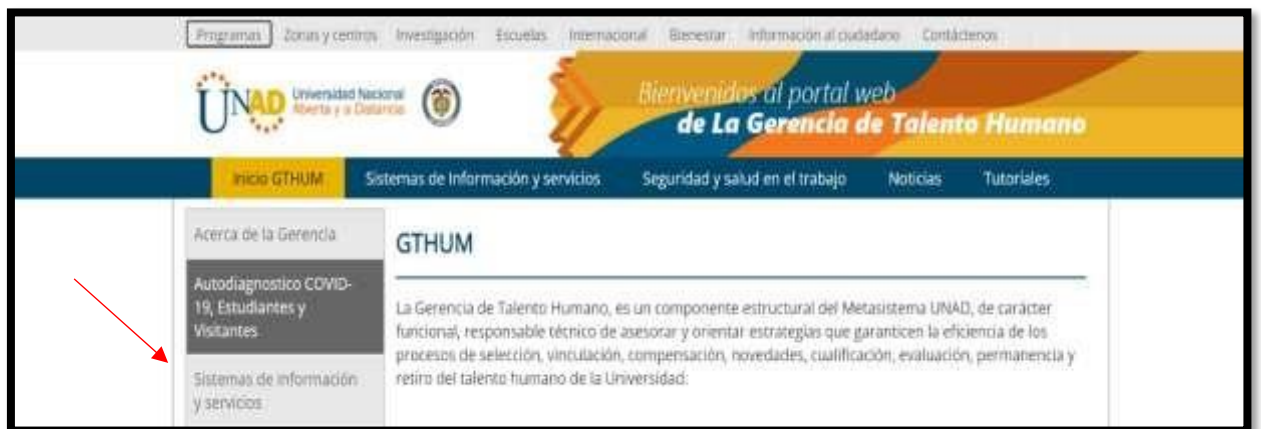 Programas Zonas y centros Investigación Escuelas Internacional Bienestar Información al ciudadano Contáctenos
UNAD Universidad Nacional
Abierta y a Distancia
Bienvenidos al portal web
de La Gerencia de Talento Humano
Inicio GTHUM Sistemas de Información y servicios Seguridad y salud en el trabajo Noticias Tutoriales
Acerca de la Gerencia
Autodiagnostico COVID-
19, Estudiantes y
Visitantes
Sistemas de información
y servicios
GTHUM
La Gerencia de Talento Humano, es un componente estructural del Metasistema UNAD, de carácter
funcional, responsable técnico de asesorar y orientar estrategias que garanticen la eficiencia de los
procesos de selección, vinculación, compensación, novedades, cualificación, evaluación, permanencia y
retiro del talento humano de la Universidad.